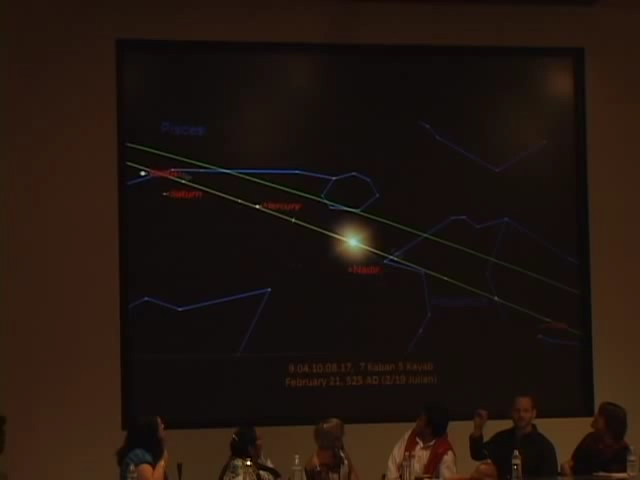 Pisces
Saturn
Mercury
Nadir
9.04.10.08.17, 7 Kaban 5 Kayab
February 21, 525 AD (2/19 Julian)